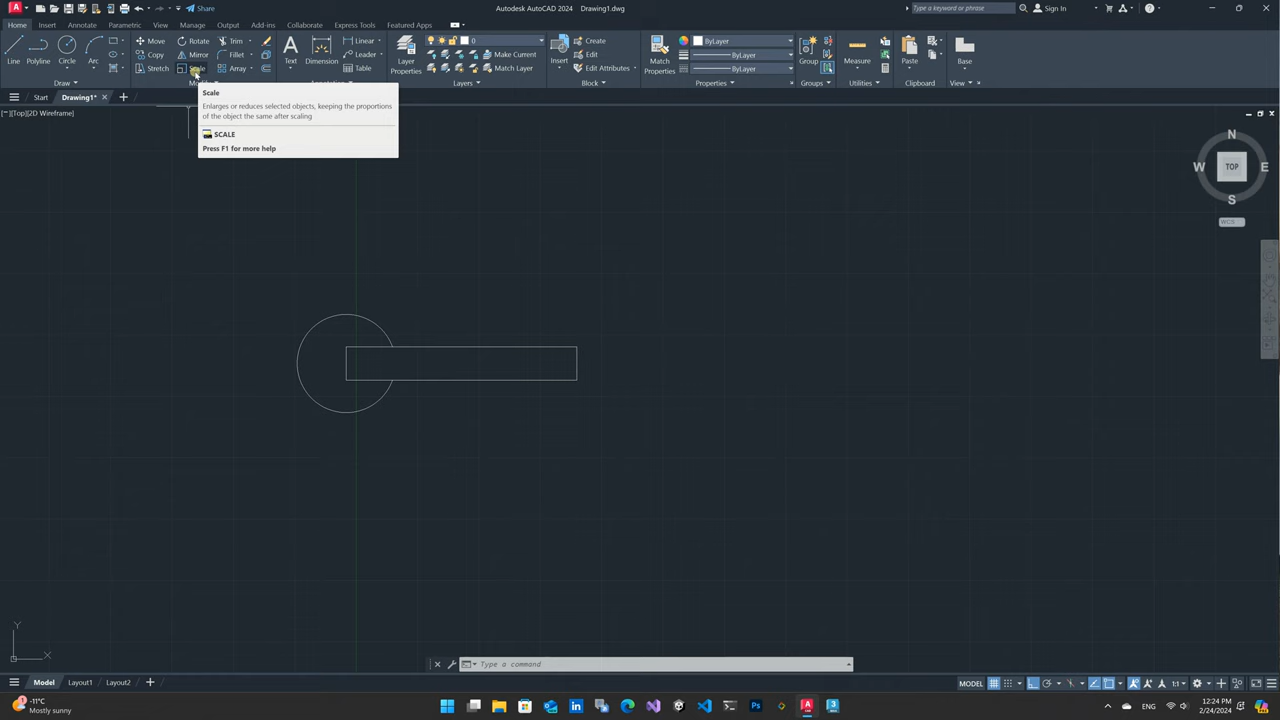 Share
Autodesk AutoCAD 2024 Drawing1.dwg
Type a keyword or phrase
Sign In
Home Insert Annotate Parametric View Manage Output Add-ins Collaborate Express Tools Featured Apps
Line
Polyline
Circle
Arc
Move
Rotate
Trim
Copy
Mirror
Fillet
Stretch
Scale
Array
Draw
Text
Dimension
Linear
Leader
Table
Layer
Properties
0
Make Current
Match Layer
Layers
Insert
Create
Edit
Edit Attributes
Block
Match
Properties
ByLayer
ByLayer
ByLayer
Properties
Group
Groups
Measure
Utilities
Paste
Clipboard
Base
View
Start
Drawing1*
[−][Top][2D Wireframe]
Scale
Enlarges or reduces selected objects, keeping the proportions
of the object the same after scaling
SCALE
Press F1 for more help
N
W TOP E
S
WCS
Y
X
Type a command
Model Layout1 Layout2
MODEL
1:1
-11°C
Mostly sunny
ENG
12:24 PM
2/24/2024